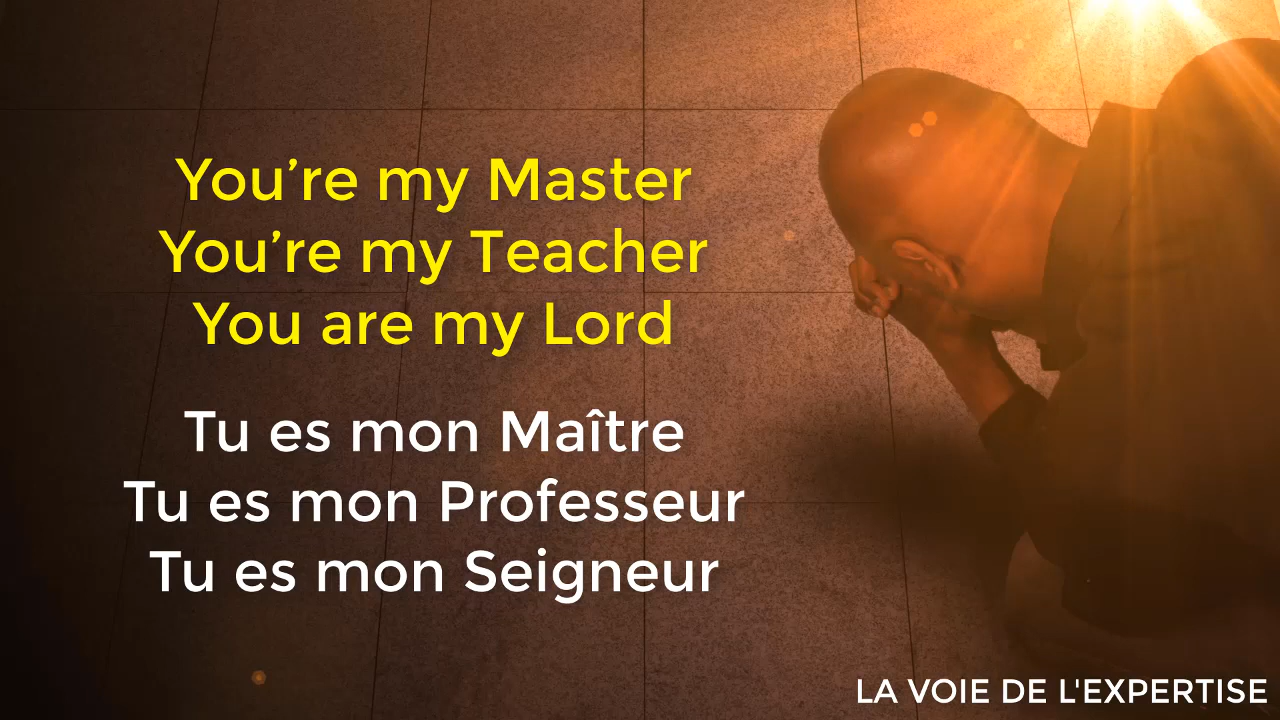 You’re my Master
You’re my Teacher
You are my Lord
Tu es mon Maître
Tu es mon Professeur
Tu es mon Seigneur
LA VOIE DE L'EXPERTISE